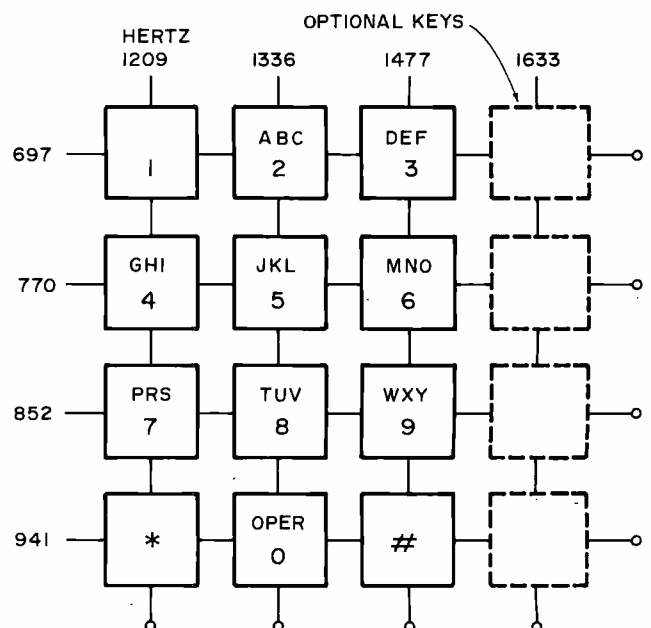 OPTIONAL KEYS
HERTZ
1209 1336 1477 1633
697
1
ABC
2
DEF
3
770
GHI
4
JKL
5
MNO
6
852
PRS
7
TUV
8
WXY
9
941
*
OPER
0
#